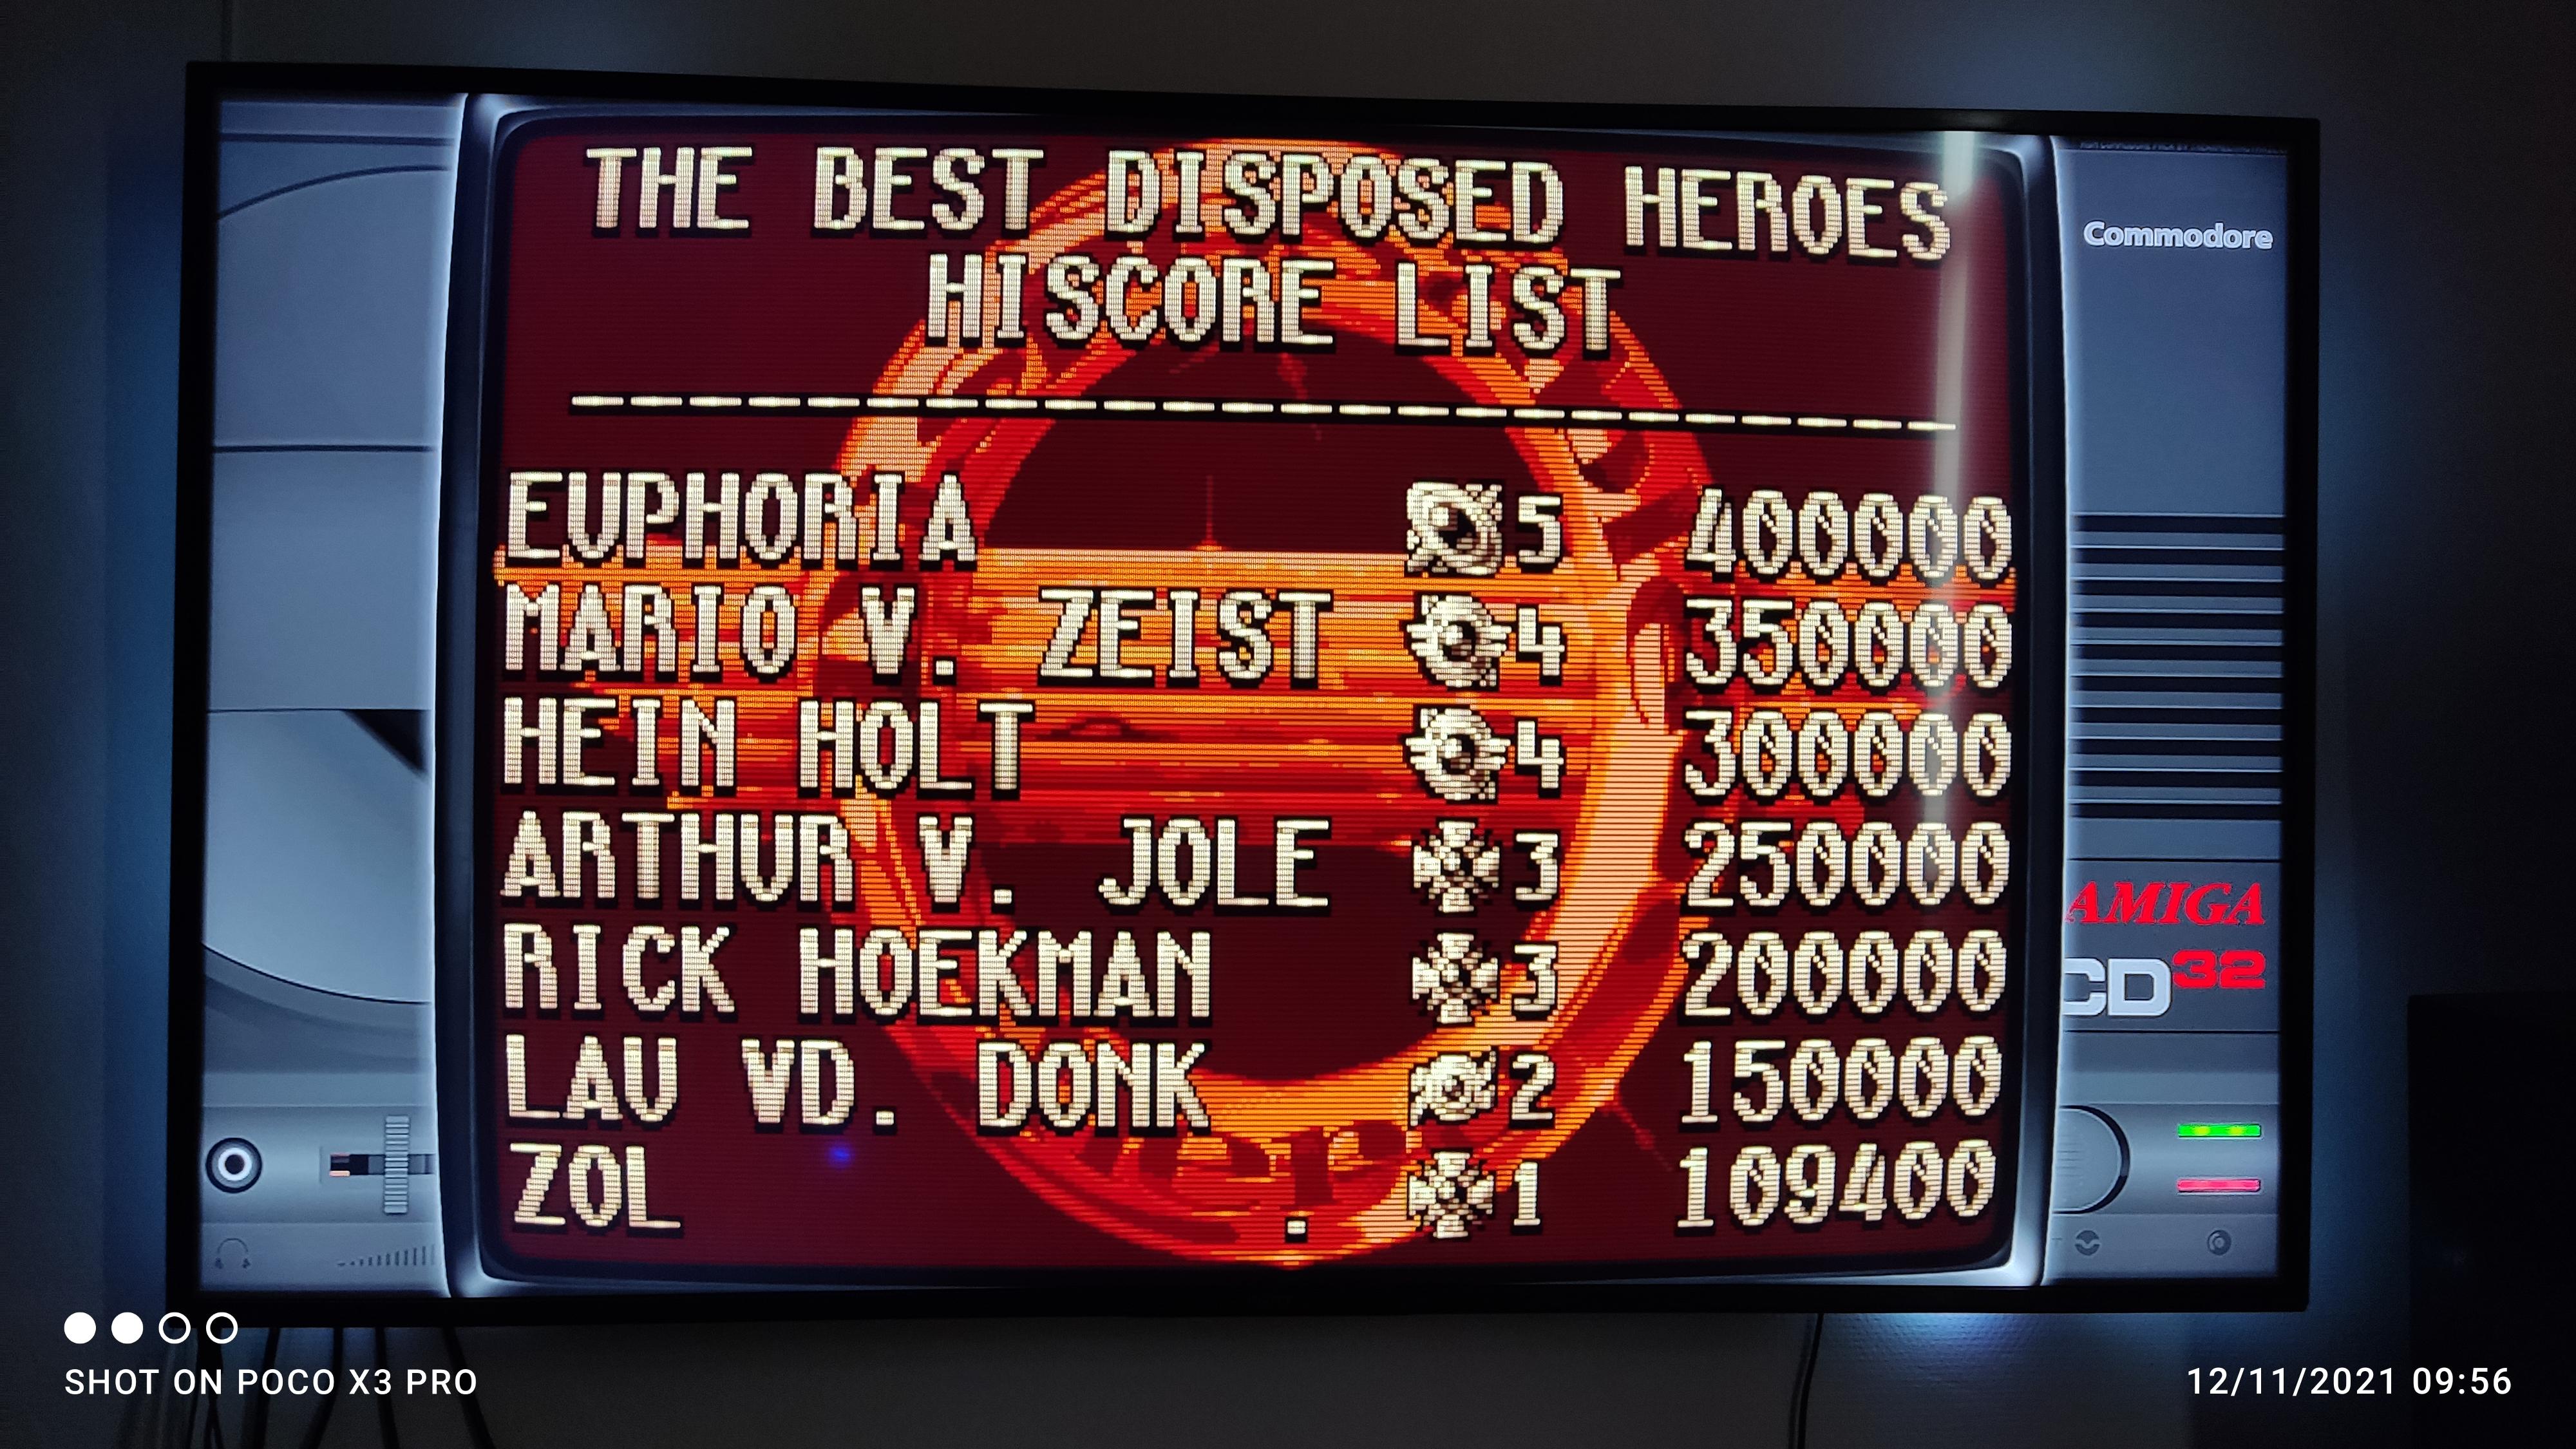 THE BEST DISPOSED HEROES
HISCORE LIST
EUPHORIA 5 400000
MARIO V. ZEIST 4 350000
HEIN HOLT 4 300000
ARTHUR V. JOLE 3 250000
RICK HOEKMAN 3 200000
LAU VD. DONK 2 150000
ZOL . 1 109400
Commodore
AMIGA
CD32
SHOT ON POCO X3 PRO
12/11/2021 09:56